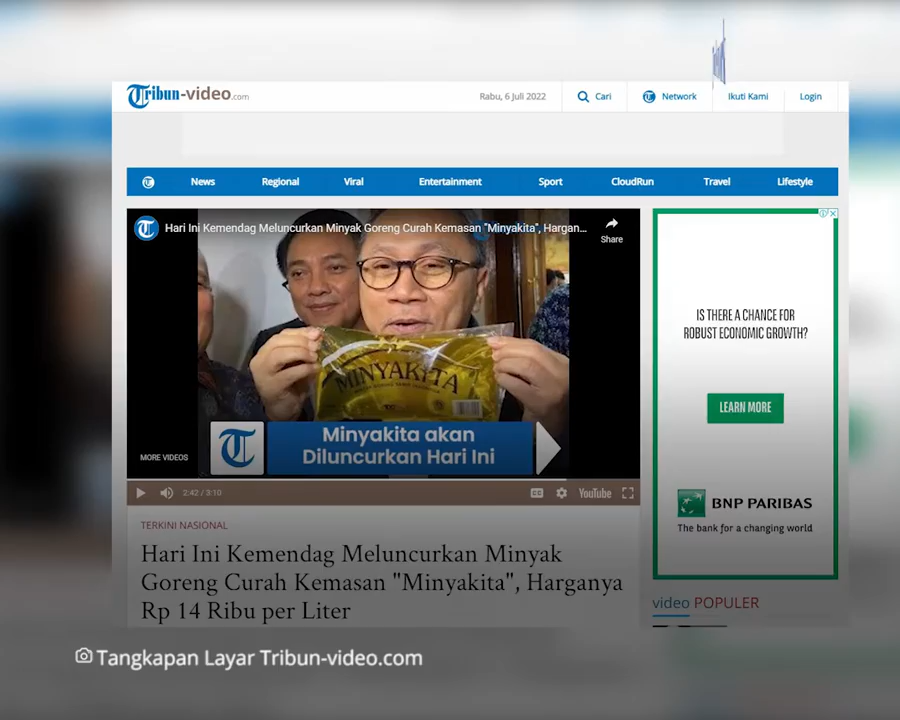 Tribun-video.com
Rabu, 6 Juli 2022
Cari
Network
Ikuti Kami
Login
News
Regional
Viral
Entertainment
Sport
CloudRun
Travel
Lifestyle
Hari Ini Kemendag Meluncurkan Minyak Goreng Curah Kemasan "Minyakita", Hargan...
Share
MINYAKITA
Minyakita akan
Diluncurkan Hari Ini
MORE VIDEOS
2:42 / 3:10
CC
YouTube
IS THERE A CHANCE FOR
ROBUST ECONOMIC GROWTH?
LEARN MORE
BNP PARIBAS
The bank for a changing world
TERKINI NASIONAL
Hari Ini Kemendag Meluncurkan Minyak
Goreng Curah Kemasan "Minyakita", Harganya
Rp 14 Ribu per Liter
video POPULER
Tangkapan Layar Tribun-video.com